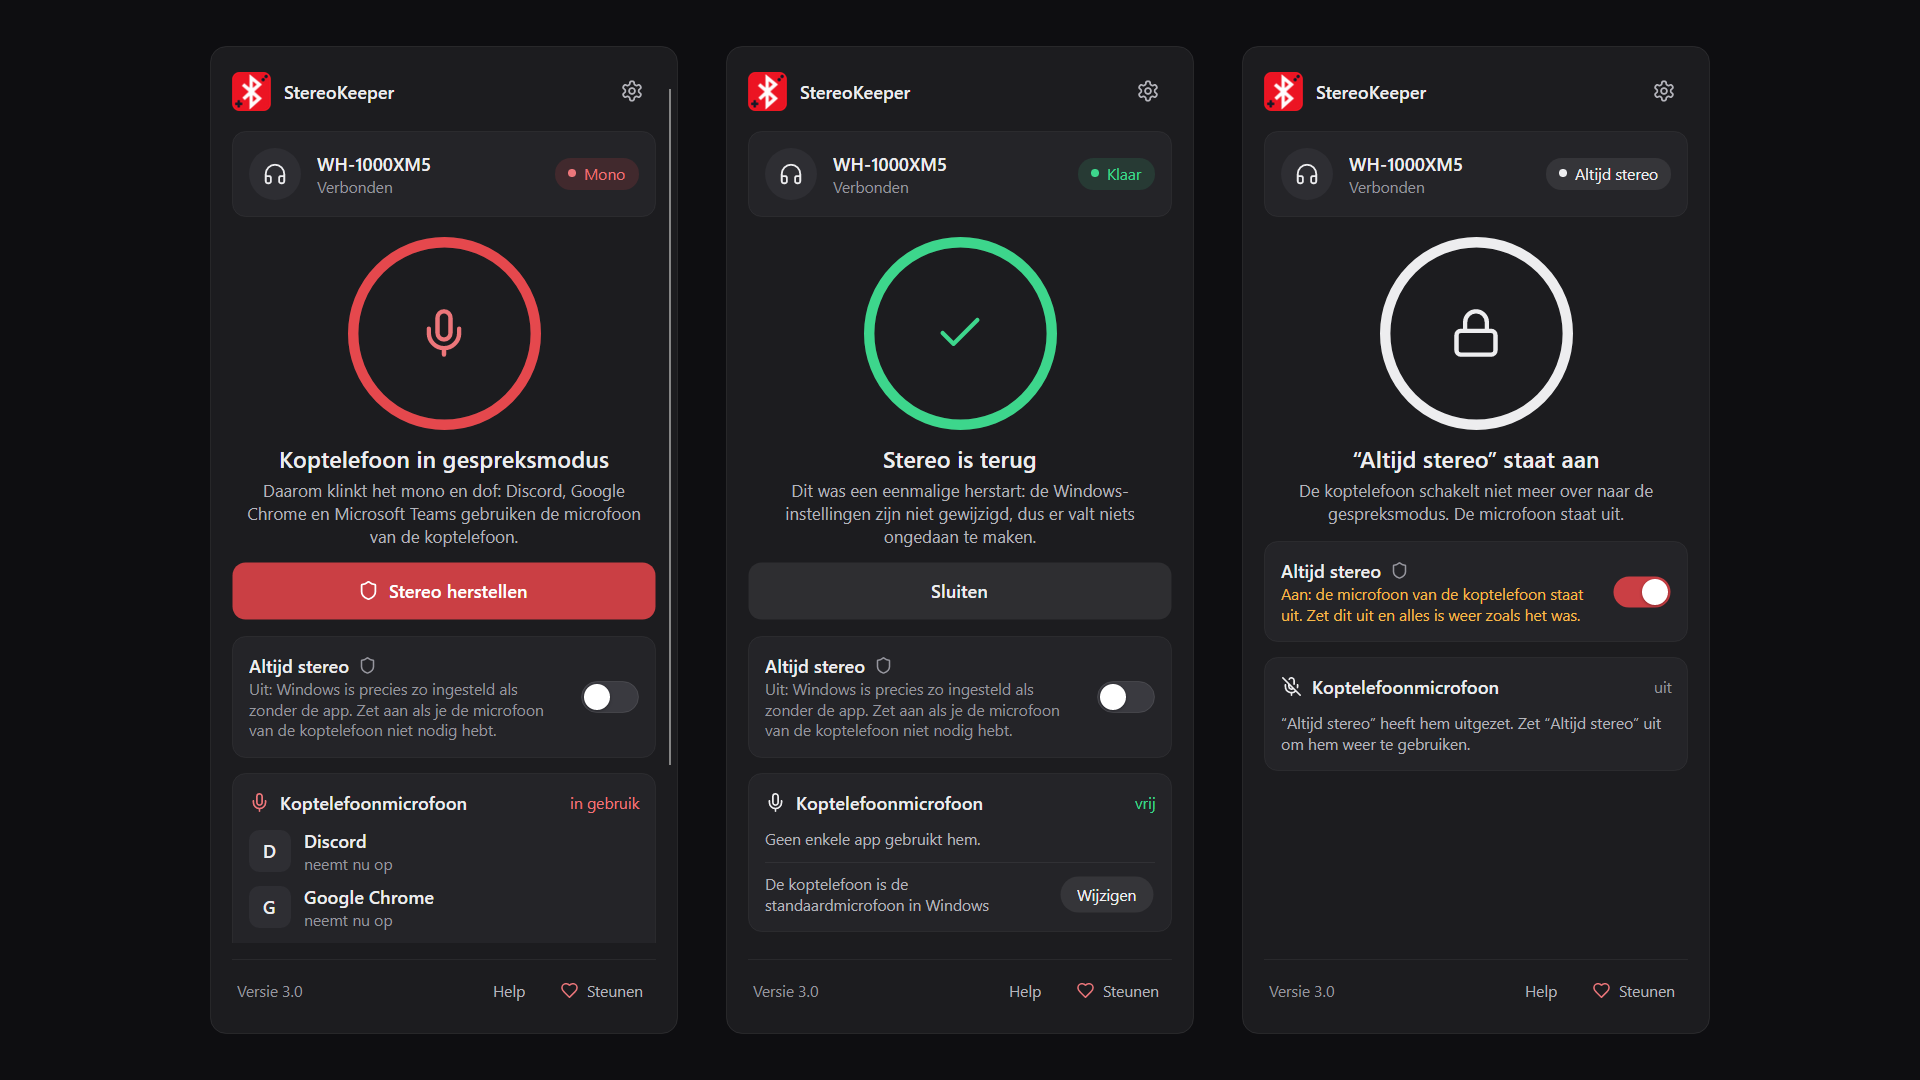 StereoKeeper
WH-1000XM5
Verbonden
Mono
Koptelefoon in gespreksmodus
Daarom klinkt het mono en dof: Discord, Google
Chrome en Microsoft Teams gebruiken de microfoon
van de koptelefoon.
Stereo herstellen
Altijd stereo
Uit: Windows is precies zo ingesteld als
zonder de app. Zet aan als je de microfoon
van de koptelefoon niet nodig hebt.
Koptelefoonmicrofoon
in gebruik
D
Discord
neemt nu op
G
Google Chrome
neemt nu op
Versie 3.0
Help
Steunen
StereoKeeper
WH-1000XM5
Verbonden
Klaar
Stereo is terug
Dit was een eenmalige herstart: de Windows-
instellingen zijn niet gewijzigd, dus er valt niets
ongedaan te maken.
Sluiten
Altijd stereo
Uit: Windows is precies zo ingesteld als
zonder de app. Zet aan als je de microfoon
van de koptelefoon niet nodig hebt.
Koptelefoonmicrofoon
vrij
Geen enkele app gebruikt hem.
De koptelefoon is de
standaardmicrofoon in Windows
Wijzigen
Versie 3.0
Help
Steunen
StereoKeeper
WH-1000XM5
Verbonden
Altijd stereo
“Altijd stereo” staat aan
De koptelefoon schakelt niet meer over naar de
gespreksmodus. De microfoon staat uit.
Altijd stereo
Aan: de microfoon van de koptelefoon staat
uit. Zet dit uit en alles is weer zoals het was.
Koptelefoonmicrofoon
uit
“Altijd stereo” heeft hem uitgezet. Zet “Altijd stereo” uit
om hem weer te gebruiken.
Versie 3.0
Help
Steunen